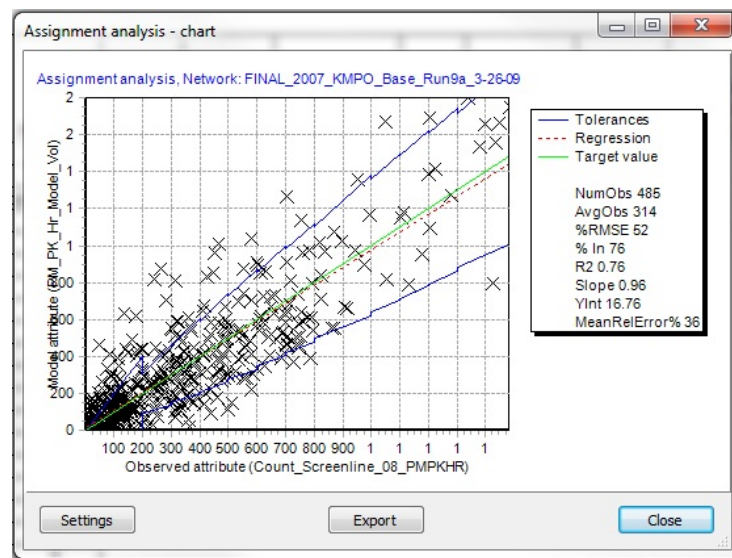 Assignment analysis - chart
Assignment analysis, Network: FINAL_2007_KMPO_Base_Run9a_3-26-09
2
2
1
1
800
600
400
200
0
Model attribute (PM_PK_Hr_Model_Vol)
100 200 300 400 500 600 700 800 900 1 1 1 1 1
Observed attribute (Count_Screenline_08_PMPKHR)
Tolerances
Regression
Target value
NumObs 485
AvgObs 314
%RMSE 52
% In 76
R2 0.76
Slope 0.96
YInt 16.76
MeanRelError% 36
Settings Export Close